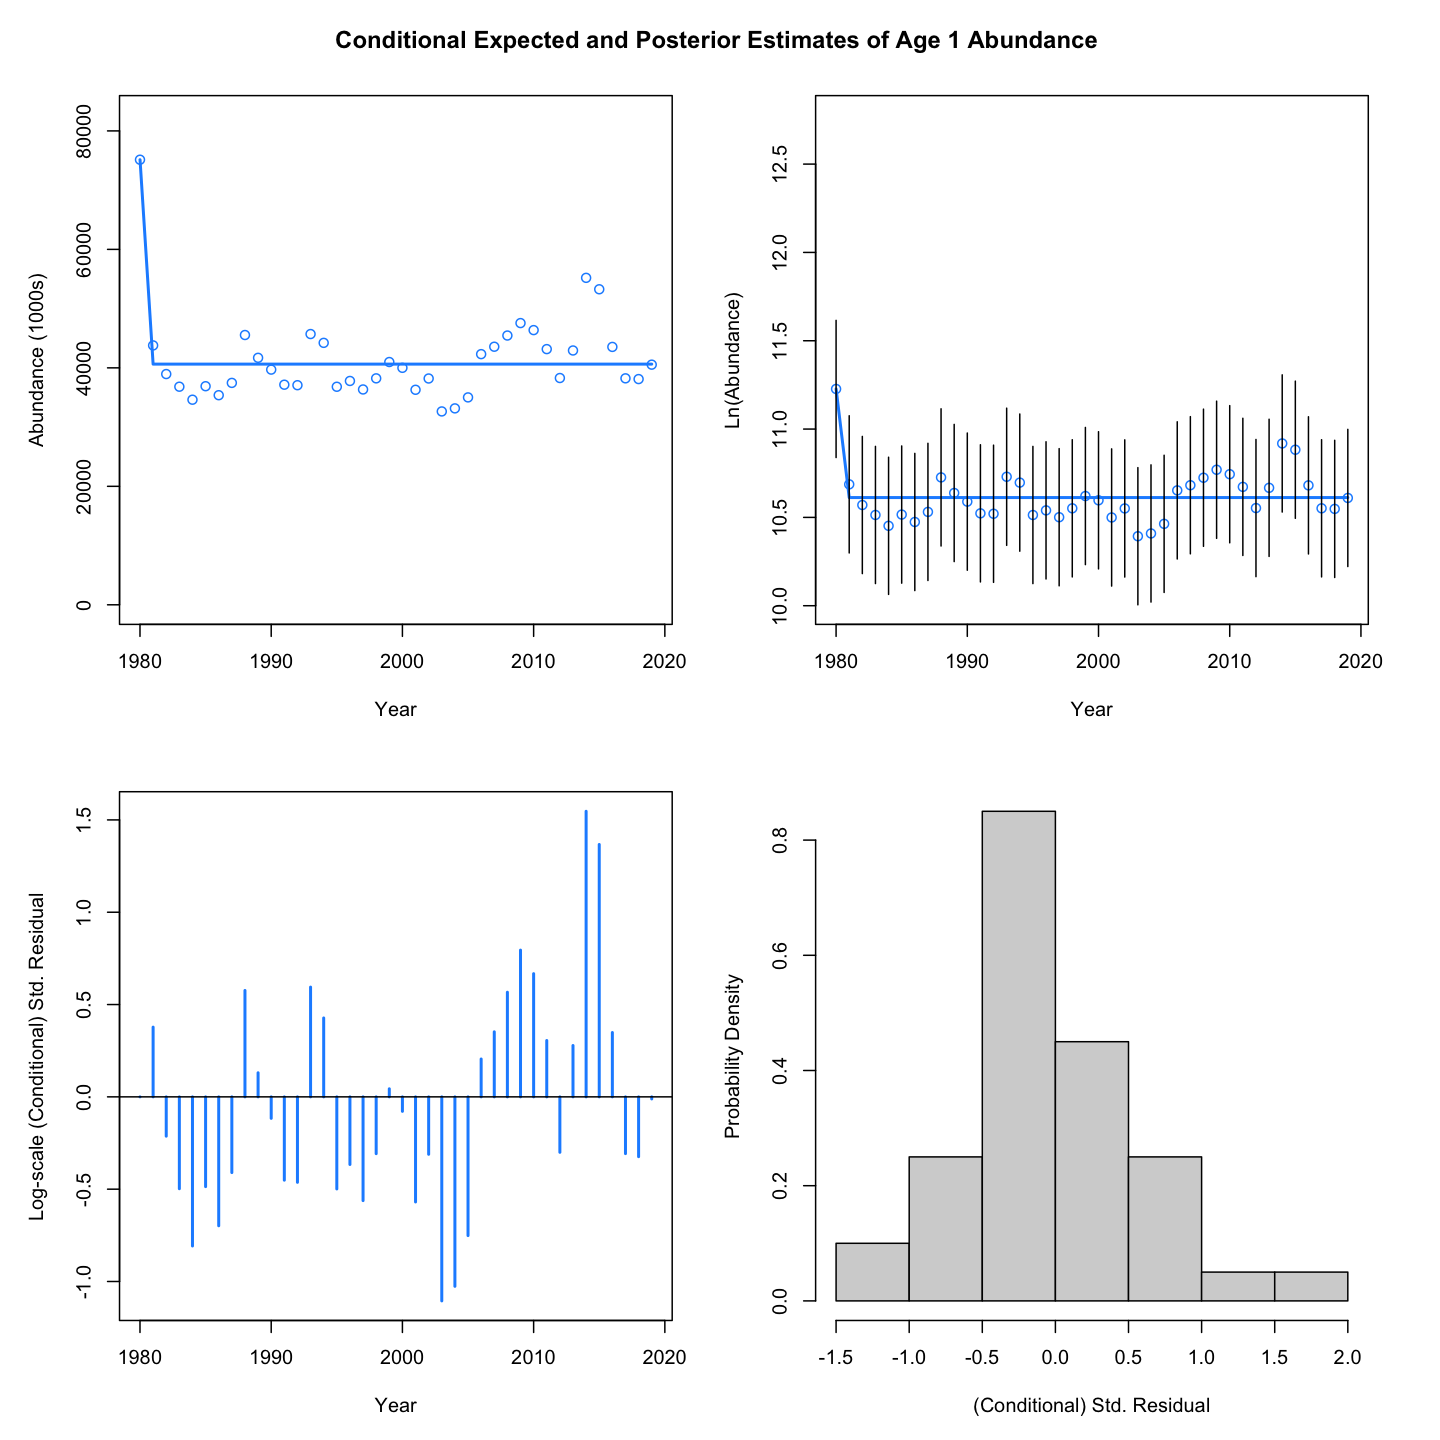 Conditional Expected and Posterior Estimates of Age 1 Abundance
Abundance (1000s)
80000
60000
40000
20000
0
1980 1990 2000 2010 2020
Year
Ln(Abundance)
12.5
12.0
11.5
11.0
10.5
10.0
1980 1990 2000 2010 2020
Year
Log-scale (Conditional) Std. Residual
1.5
1.0
0.5
0.0
-0.5
-1.0
1980 1990 2000 2010 2020
Year
Probability Density
0.8
0.6
0.4
0.2
0.0
-1.5 -1.0 -0.5 0.0 0.5 1.0 1.5 2.0
(Conditional) Std. Residual